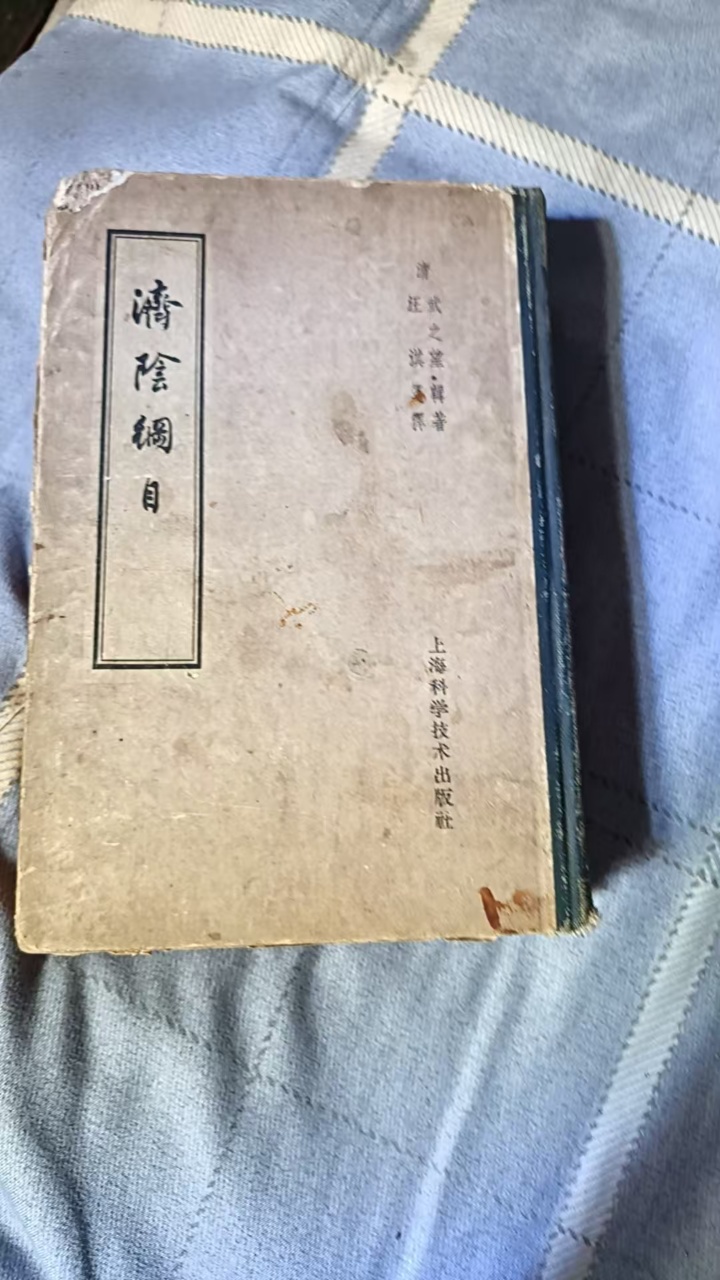 清 武之望·輯著
汪淇箋釋
濟陰綱目
上海科学技术出版社